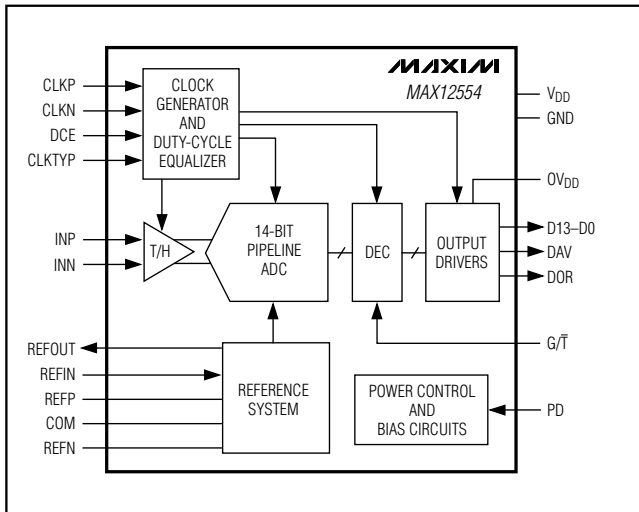 MAXIM
MAX12554
CLKP
CLKN
DCE
CLKTYP
CLOCK
GENERATOR
AND
DUTY-CYCLE
EQUALIZER
VDD
GND
OVDD
INP
INN
T/H
14-BIT
PIPELINE
ADC
DEC
OUTPUT
DRIVERS
D13–D0
DAV
DOR
G/T̅
REFOUT
REFIN
REFP
COM
REFN
REFERENCE
SYSTEM
POWER CONTROL
AND
BIAS CIRCUITS
PD